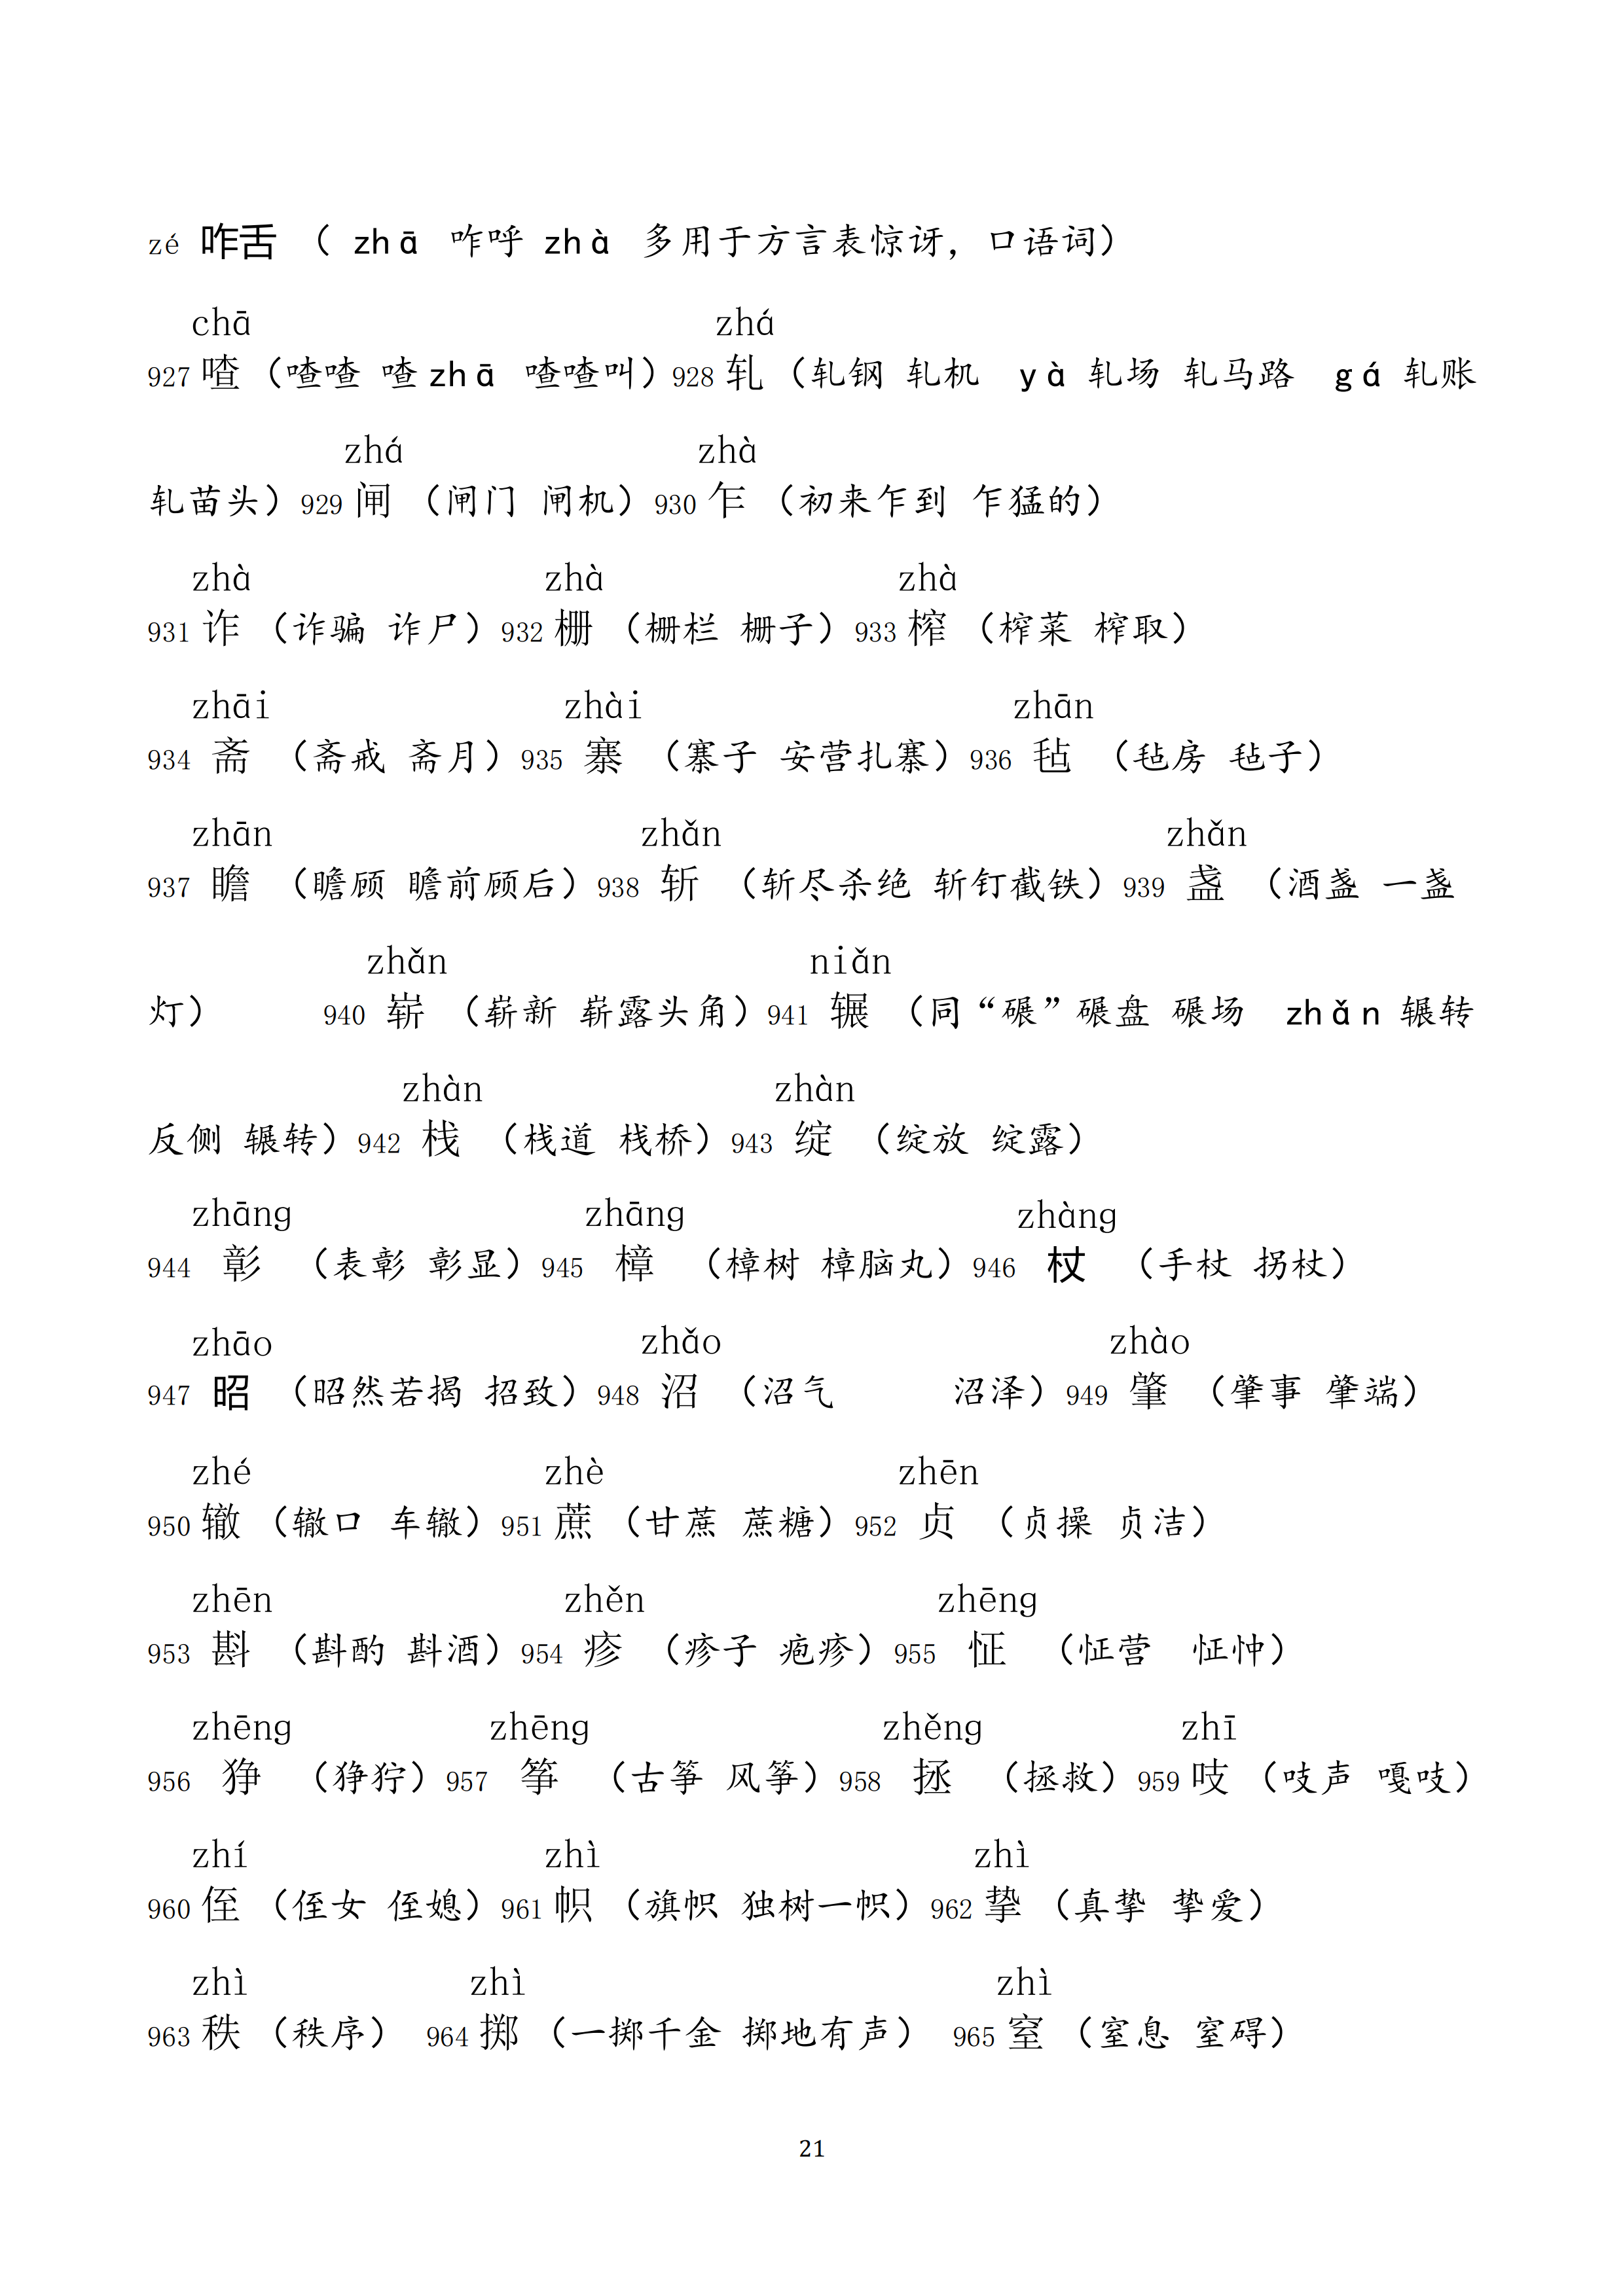 zé 咋舌 （ zhā 咋呼 zhà 多用于方言表惊讶，口语词）
chā zhá
927 喳 （喳喳 喳 zhā 喳喳叫）928 轧 （轧钢 轧机 yà 轧场 轧马路 gá 轧账
zhá zhà
轧苗头）929 闸 （闸门 闸机）930 乍 （初来乍到 乍猛的）
zhà zhà zhà
931 诈 （诈骗 诈尸）932 栅 （栅栏 栅子）933 榨 （榨菜 榨取）
zhāi zhài zhān
934 斋 （斋戒 斋月）935 寨 （寨子 安营扎寨）936 毡 （毡房 毡子）
zhān zhǎn zhǎn
937 瞻 （瞻顾 瞻前顾后）938 斩 （斩尽杀绝 斩钉截铁）939 盏 （酒盏 一盏
zhǎn niǎn
灯） 940 崭 （崭新 崭露头角）941 辗 （同“碾”碾盘 碾场 zhǎn 辗转
zhàn zhàn
反侧 辗转）942 栈 （栈道 栈桥）943 绽 （绽放 绽露）
zhāng zhāng zhàng
944 彰 （表彰 彰显）945 樟 （樟树 樟脑丸）946 杖 （手杖 拐杖）
zhāo zhǎo zhào
947 昭 （昭然若揭 招致）948 沼 （沼气 沼泽）949 肇 （肇事 肇端）
zhé zhè zhēn
950 辙 （辙口 车辙）951 蔗 （甘蔗 蔗糖）952 贞 （贞操 贞洁）
zhēn zhěn zhēng
953 斟 （斟酌 斟酒）954 疹 （疹子 疱疹）955 怔 （怔营 怔忡）
zhēng zhēng zhěng zhī
956 狰 （狰狞）957 筝 （古筝 风筝）958 拯 （拯救）959 吱 （吱声 嘎吱）
zhí zhì zhì
960 侄 （侄女 侄媳）961 帜 （旗帜 独树一帜）962 挚 （真挚 挚爱）
zhì zhì zhì
963 秩 （秩序） 964 掷 （一掷千金 掷地有声） 965 窒 （窒息 窒碍）
21